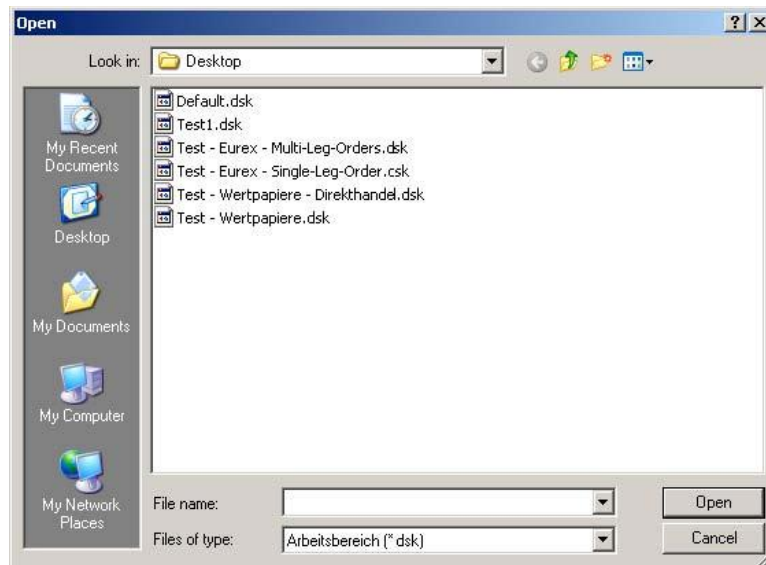 Open
Look in: Desktop
My Recent
Documents
Desktop
My Documents
My Computer
My Network
Places
Default.dsk
Test1.dsk
Test - Eurex - Multi-Leg-Orders.dsk
Test - Eurex - Single-Leg-Order.csk
Test - Wertpapiere - Direkthandel.dsk
Test - Wertpapiere.dsk
File name: Open
Files of type: Arbeitsbereich (*dsk) Cancel